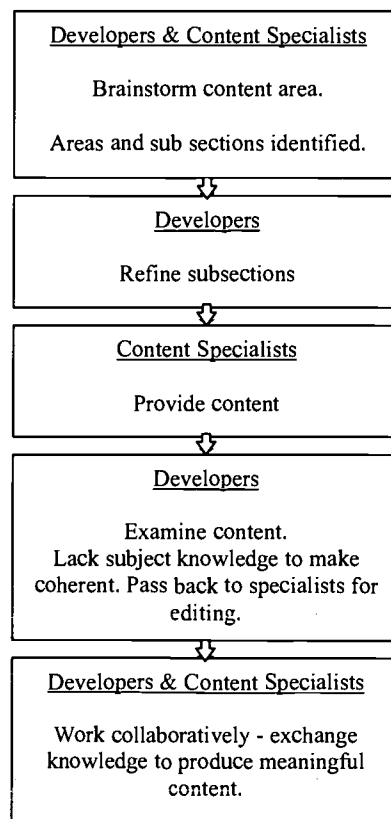 Developers & Content Specialists
Brainstorm content area.
Areas and sub sections identified.
Developers
Refine subsections
Content Specialists
Provide content
Developers
Examine content.
Lack subject knowledge to make
coherent. Pass back to specialists for
editing.
Developers & Content Specialists
Work collaboratively - exchange
knowledge to produce meaningful
content.